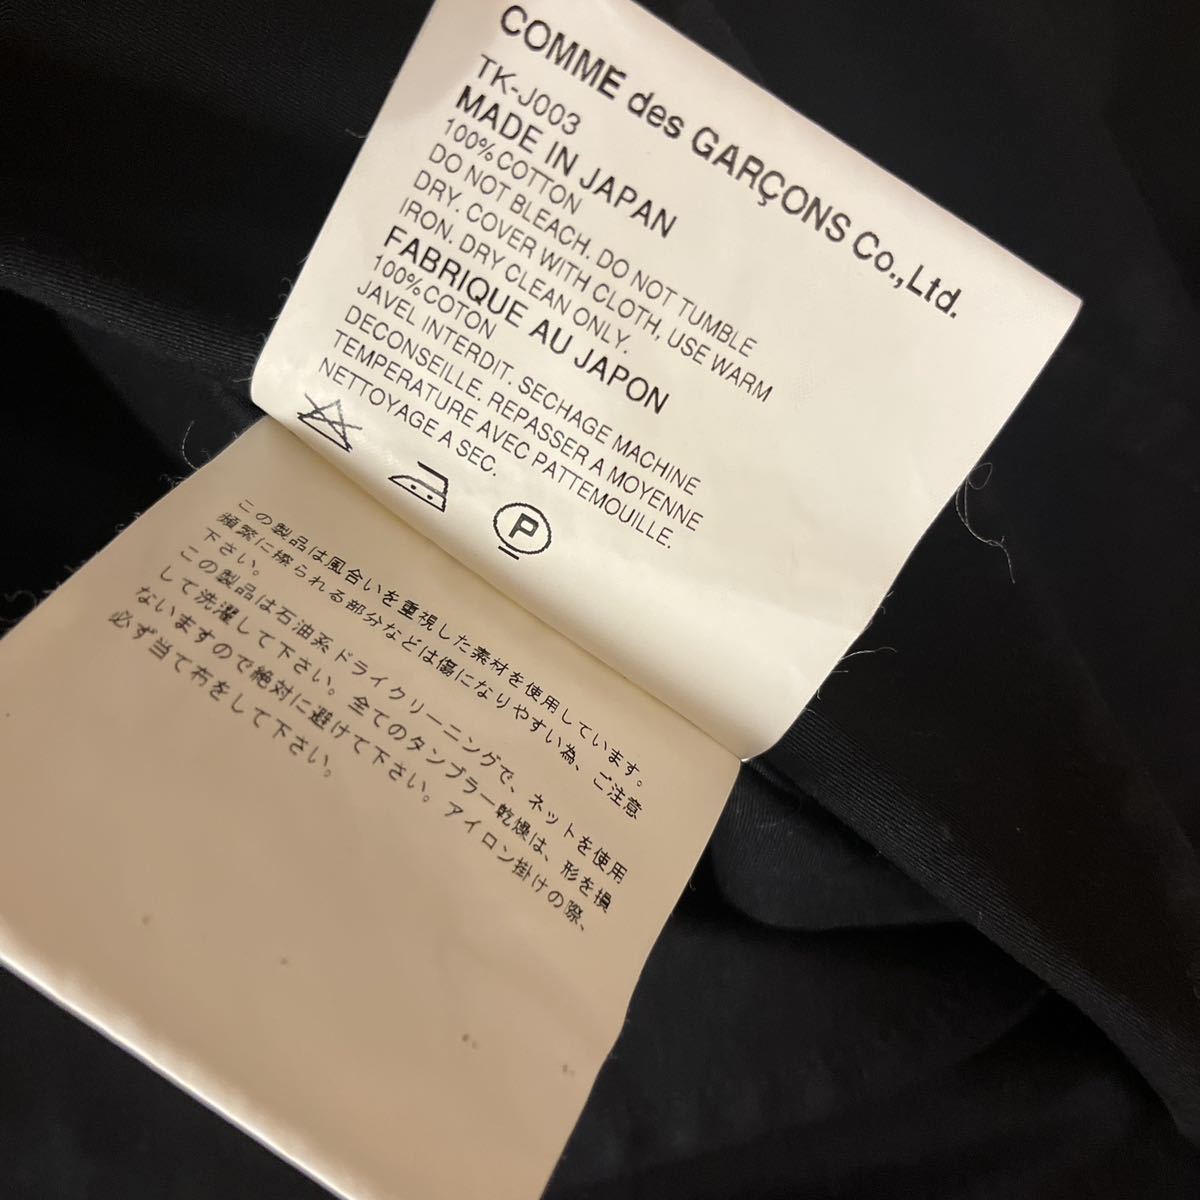 COMME des GARÇONS Co.,Ltd.
TK-J003
MADE IN JAPAN
100% COTTON
DO NOT BLEACH. DO NOT TUMBLE
DRY. COVER WITH CLOTH, USE WARM
IRON. DRY CLEAN ONLY.
FABRIQUE AU JAPON
100% COTON
JAVEL INTERDIT. SECHAGE MACHINE
DECONSEILLE. REPASSER A MOYENNE
TEMPERATURE AVEC PATTEMOUILLE.
NETTOYAGE A SEC.
P
この製品は風合いを重視した素材を使用しています。
頻繁に擦られる部分などは傷になりやすい為、ご注意
下さい。
この製品は石油系ドライクリーニングで、ネットを使用
して洗濯して下さい。全てのタンブラー乾燥は、形を損
ないますので絶対に避けて下さい。アイロン掛けの際、
必ず当て布をして下さい。